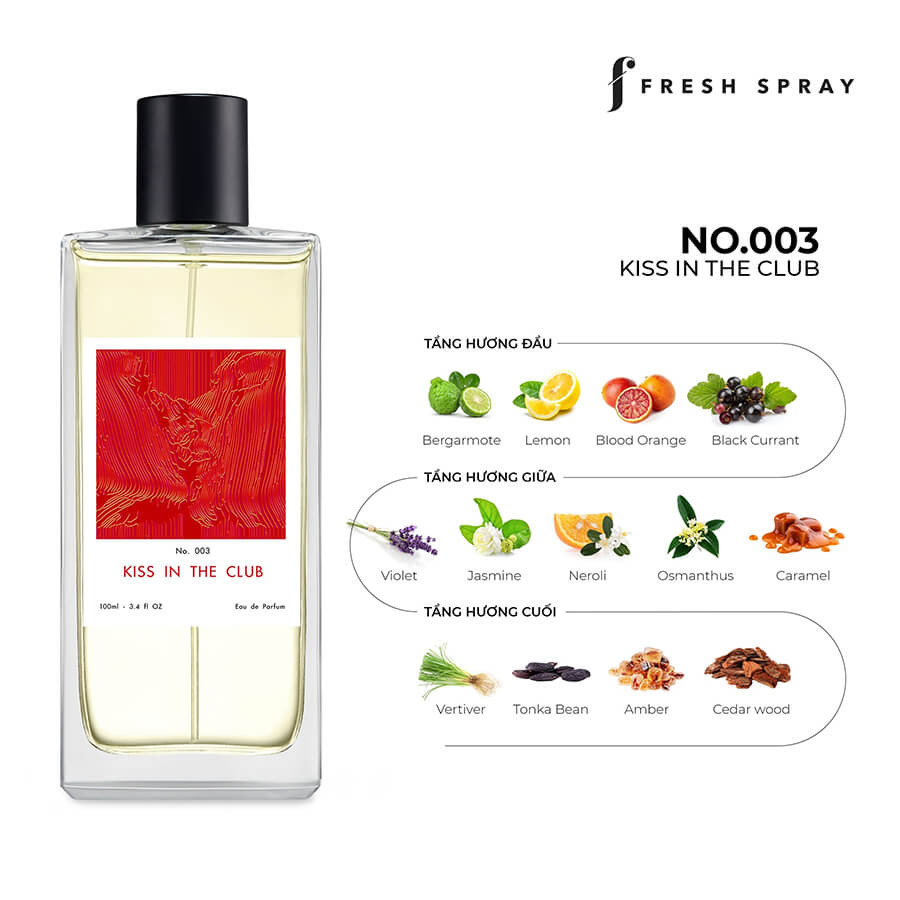 FRESH SPRAY
NO.003
KISS IN THE CLUB
TẦNG HƯƠNG ĐẦU
Bergarmote Lemon Blood Orange Black Currant
TẦNG HƯƠNG GIỮA
Violet Jasmine Neroli Osmanthus Caramel
TẦNG HƯƠNG CUỐI
Vertiver Tonka Bean Amber Cedar wood
No. 003
KISS IN THE CLUB
100ml - 3.4 fl OZ Eau de Parfum